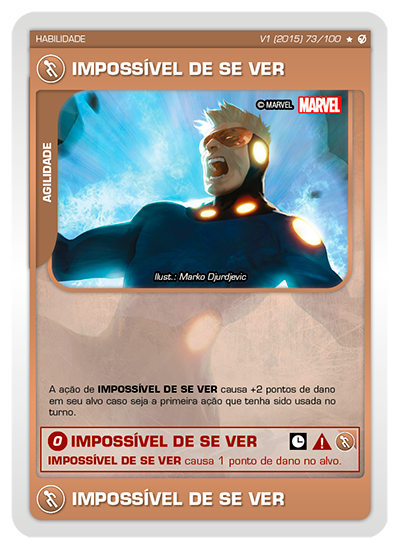 HABILIDADE V1 (2015) 73/100
IMPOSSÍVEL DE SE VER
© MARVEL MARVEL
AGILIDADE
Ilust.: Marko Djurdjevic
A ação de IMPOSSÍVEL DE SE VER causa +2 pontos de dano
em seu alvo caso seja a primeira ação que tenha sido usada no
turno.
0 IMPOSSÍVEL DE SE VER
IMPOSSÍVEL DE SE VER causa 1 ponto de dano no alvo.
IMPOSSÍVEL DE SE VER